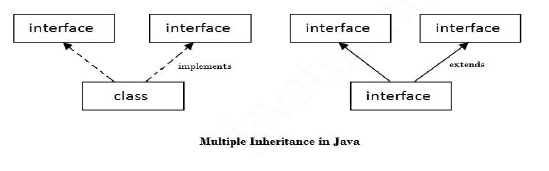 interface interface interface interface
implements extends
class interface
Multiple Inheritance in Java